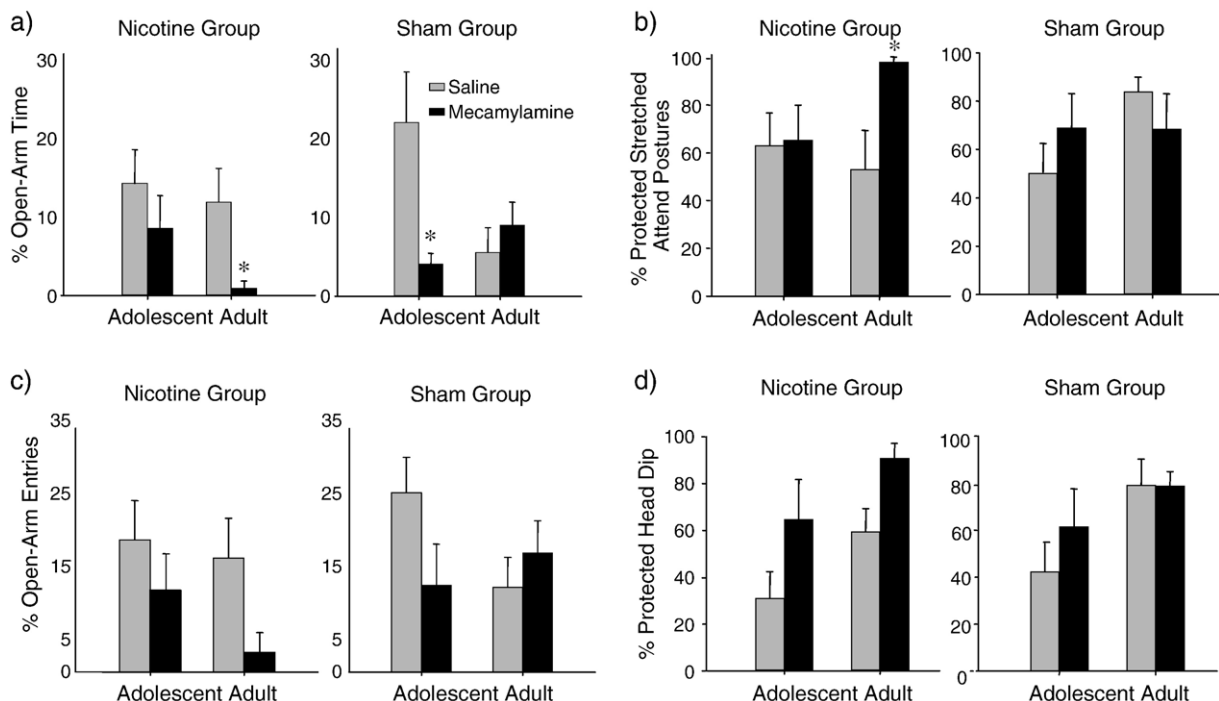 a)
Nicotine Group
Sham Group
% Open-Arm Time
30
20
10
0
30
20
10
0
Saline
Mecamylamine
*
*
Adolescent Adult
Adolescent Adult
b)
Nicotine Group
Sham Group
% Protected Stretched
Attend Postures
100
80
60
40
20
0
100
80
60
40
20
0
*
Adolescent Adult
Adolescent Adult
c)
Nicotine Group
Sham Group
% Open-Arm Entries
35
25
15
5
0
35
25
15
5
0
Adolescent Adult
Adolescent Adult
d)
Nicotine Group
Sham Group
% Protected Head Dip
100
80
60
40
20
0
100
80
60
40
20
0
Adolescent Adult
Adolescent Adult